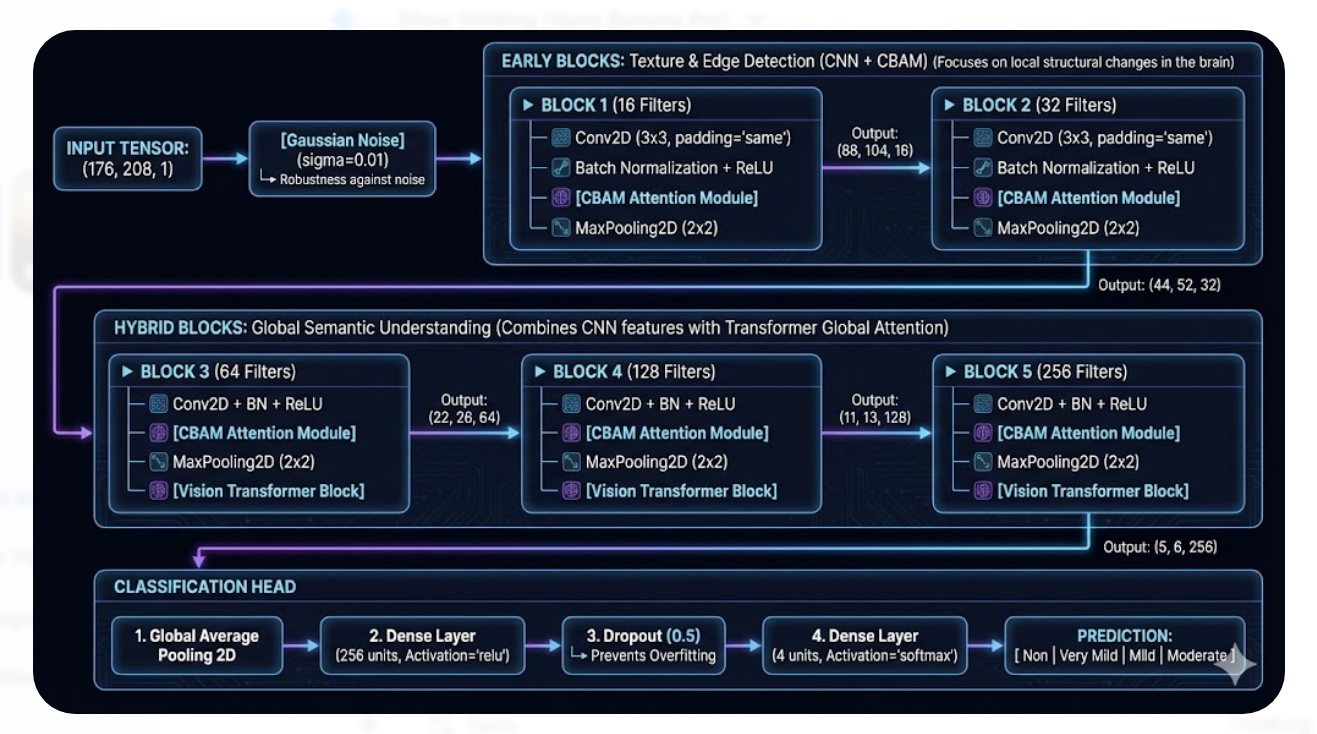 EARLY BLOCKS: Texture & Edge Detection (CNN + CBAM) (Focuses on local structural changes in the brain)
INPUT TENSOR:
(176, 208, 1)
[Gaussian Noise]
(sigma=0.01)
Robustness against noise
BLOCK 1 (16 Filters)
Conv2D (3x3, padding='same')
Batch Normalization + ReLU
[CBAM Attention Module]
MaxPooling2D (2x2)
Output:
(88, 104, 16)
BLOCK 2 (32 Filters)
Conv2D (3x3, padding='same')
Batch Normalization + ReLU
[CBAM Attention Module]
MaxPooling2D (2x2)
Output: (44, 52, 32)
HYBRID BLOCKS: Global Semantic Understanding (Combines CNN features with Transformer Global Attention)
BLOCK 3 (64 Filters)
Conv2D + BN + ReLU
[CBAM Attention Module]
MaxPooling2D (2x2)
[Vision Transformer Block]
Output:
(22, 26, 64)
BLOCK 4 (128 Filters)
Conv2D + BN + ReLU
[CBAM Attention Module]
MaxPooling2D (2x2)
[Vision Transformer Block]
Output:
(11, 13, 128)
BLOCK 5 (256 Filters)
Conv2D + BN + ReLU
[CBAM Attention Module]
MaxPooling2D (2x2)
[Vision Transformer Block]
Output: (5, 6, 256)
CLASSIFICATION HEAD
1. Global Average
Pooling 2D
2. Dense Layer
(256 units, Activation='relu')
3. Dropout (0.5)
Prevents Overfitting
4. Dense Layer
(4 units, Activation='softmax')
PREDICTION:
[ Non | Very Mild | Mild | Moderate ]